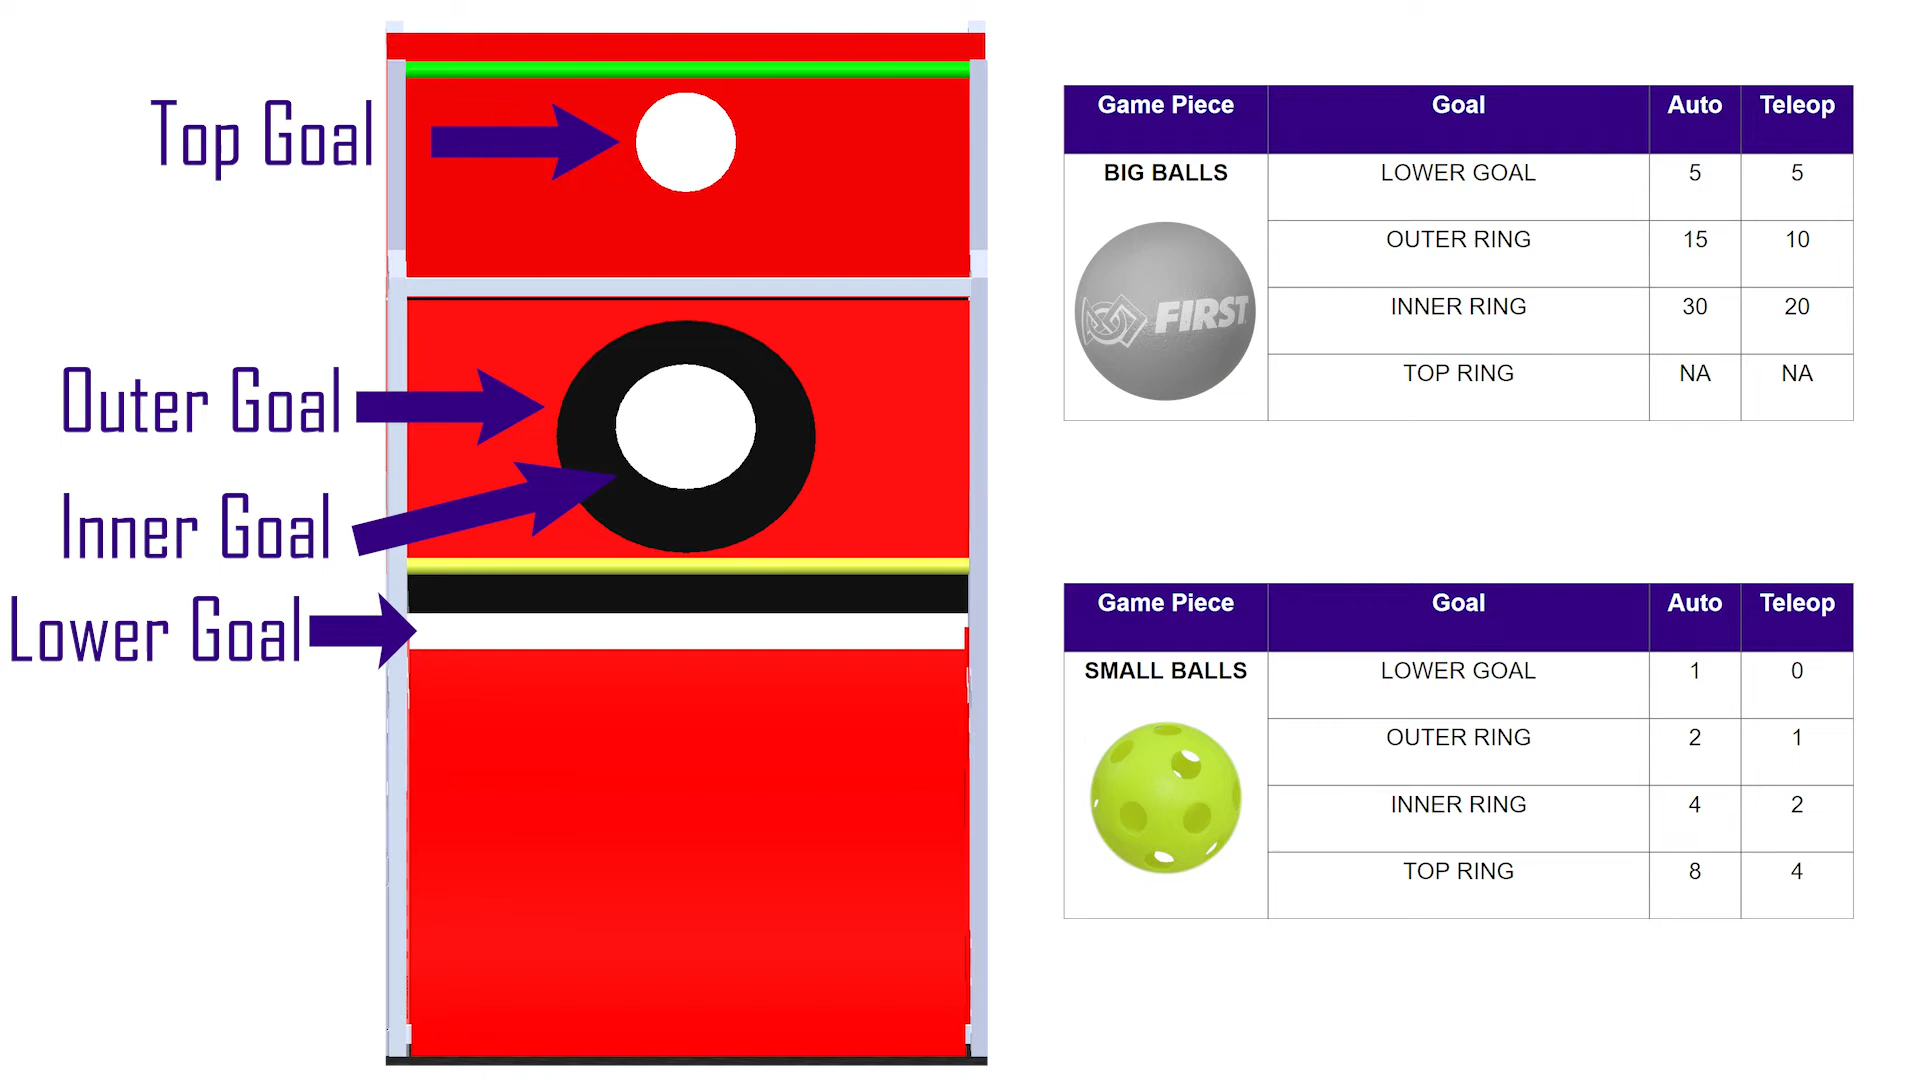 Top Goal
Outer Goal
Inner Goal
Lower Goal
Game Piece Goal Auto Teleop
BIG BALLS LOWER GOAL 5 5
OUTER RING 15 10
FIRST
INNER RING 30 20
TOP RING NA NA
Game Piece Goal Auto Teleop
SMALL BALLS LOWER GOAL 1 0
OUTER RING 2 1
INNER RING 4 2
TOP RING 8 4